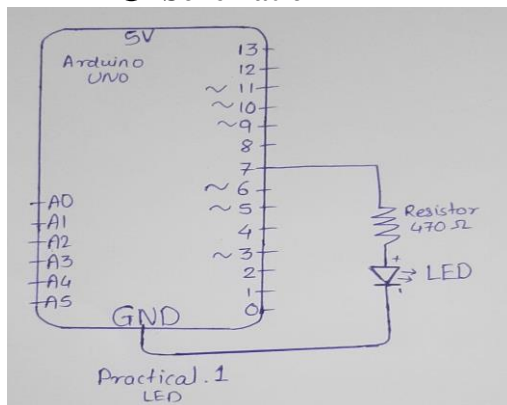 5V
Arduino
UNO
13
12
~ 11
~ 10
~ 9
8
7
~ 6
~ 5
4
~ 3
2
1
0
A0
A1
A2
A3
A4
A5
GND
Resistor
470 Ω
+
LED
-
Practical. 1
LED